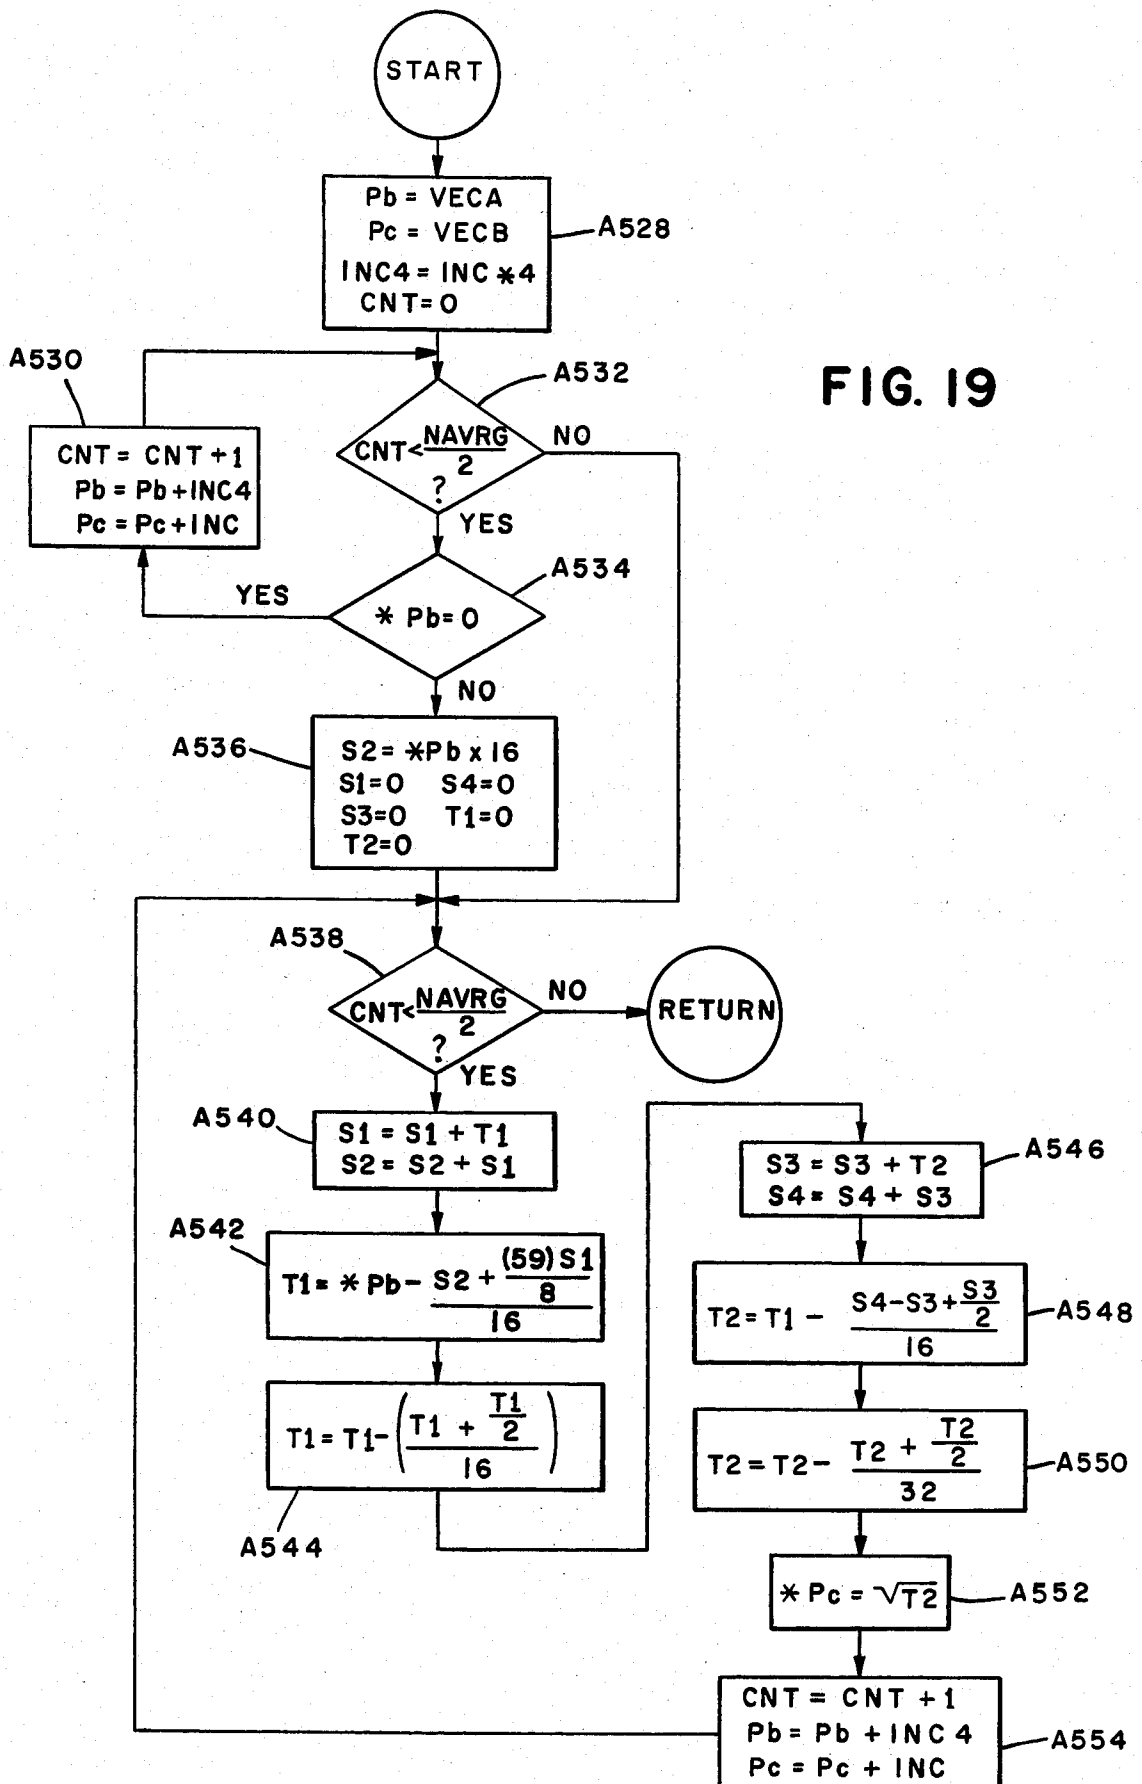 START
Pb = VECA
Pc = VECB
INC4 = INC *4
CNT=0
A528
A530
CNT = CNT +1
Pb = Pb+INC4
Pc = Pc+INC
A532
FIG. 19
CNT< NAVRG/2
?
NO
YES
A534
* Pb= 0
YES
NO
A536
S2= *Pb x 16
S1=0 S4=0
S3=0 T1=0
T2=0
A538
CNT< NAVRG/2
?
NO
YES
RETURN
A540
S1 = S1 + T1
S2 = S2 + S1
A542
T1= * Pb - (S2 + (59)S1/8)/16
T1= T1- ((T1 + T1/2)/16)
A544
A546
S3 = S3 + T2
S4= S4 + S3
T2=T1 - (S4-S3+S3/2)/16
A548
T2= T2 - (T2 + T2/2)/32
A550
* Pc = √T2
A552
CNT = CNT +1
Pb = Pb + INC 4
Pc = Pc + INC
A554